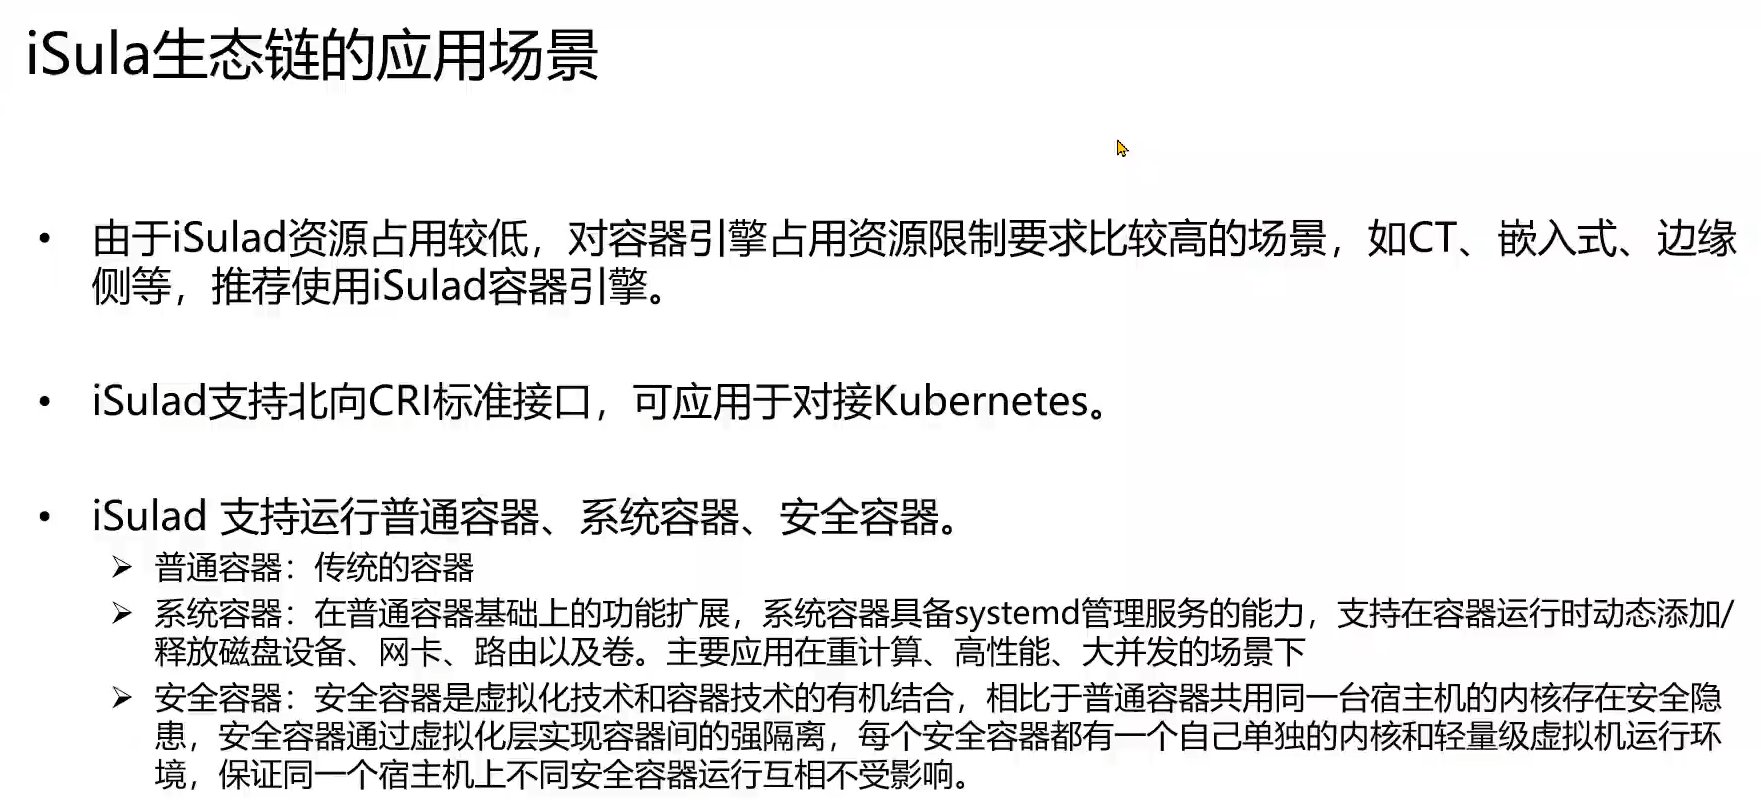 iSula生态链的应用场景
• 由于iSulad资源占用较低，对容器引擎占用资源限制要求比较高的场景，如CT、嵌入式、边缘
侧等，推荐使用iSulad容器引擎。
• iSulad支持北向CRI标准接口，可应用于对接Kubernetes。
• iSulad 支持运行普通容器、系统容器、安全容器。
➢ 普通容器：传统的容器
➢ 系统容器：在普通容器基础上的功能扩展，系统容器具备systemd管理服务的能力，支持在容器运行时动态添加/
释放磁盘设备、网卡、路由以及卷。主要应用在重计算、高性能、大并发的场景下
➢ 安全容器：安全容器是虚拟化技术和容器技术的有机结合，相比于普通容器共用同一台宿主机的内核存在安全隐
患，安全容器通过虚拟化层实现容器间的强隔离，每个安全容器都有一个自己单独的内核和轻量级虚拟机运行环
境，保证同一个宿主机上不同安全容器运行互相不受影响。